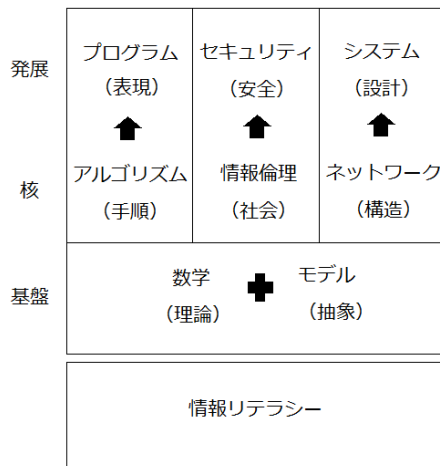 発展
プログラム
（表現）
セキュリティ
（安全）
システム
（設計）
核
アルゴリズム
（手順）
情報倫理
（社会）
ネットワーク
（構造）
基盤
数学
（理論）
モデル
（抽象）
情報リテラシー